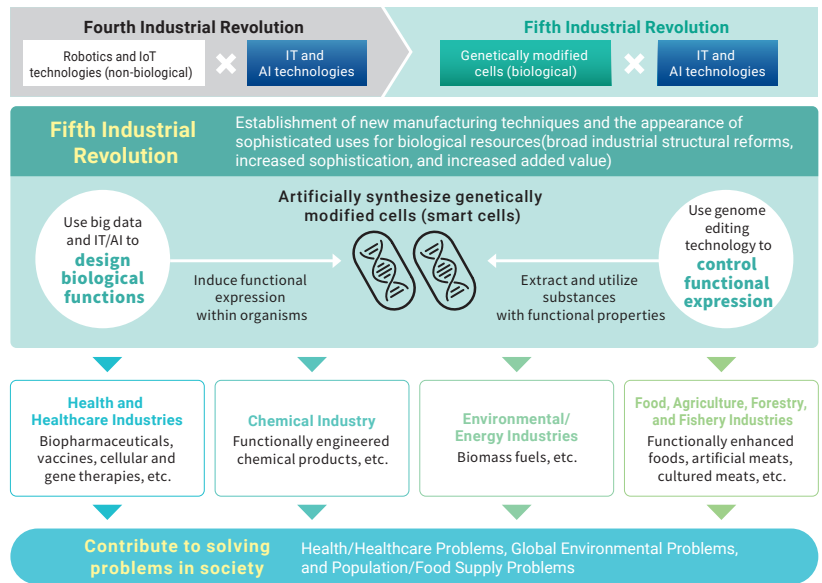 Fourth Industrial Revolution
Robotics and IoT
technologies (non-biological)
IT and
AI technologies
Fifth Industrial Revolution
Genetically modified
cells (biological)
IT and
AI technologies
Fifth Industrial
Revolution
Establishment of new manufacturing techniques and the appearance of
sophisticated uses for biological resources(broad industrial structural reforms,
increased sophistication, and increased added value)
Artificially synthesize genetically
modified cells (smart cells)
Use big data
and IT/AI to
design
biological
functions
Induce functional
expression
within organisms
Extract and utilize
substances
with functional properties
Use genome
editing
technology to
control
functional
expression
Health and
Healthcare Industries
Biopharmaceuticals,
vaccines, cellular and
gene therapies, etc.
Chemical Industry
Functionally engineered
chemical products, etc.
Environmental/
Energy Industries
Biomass fuels, etc.
Food, Agriculture, Forestry,
and Fishery Industries
Functionally enhanced
foods, artificial meats,
cultured meats, etc.
Contribute to solving
problems in society
Health/Healthcare Problems, Global Environmental Problems,
and Population/Food Supply Problems